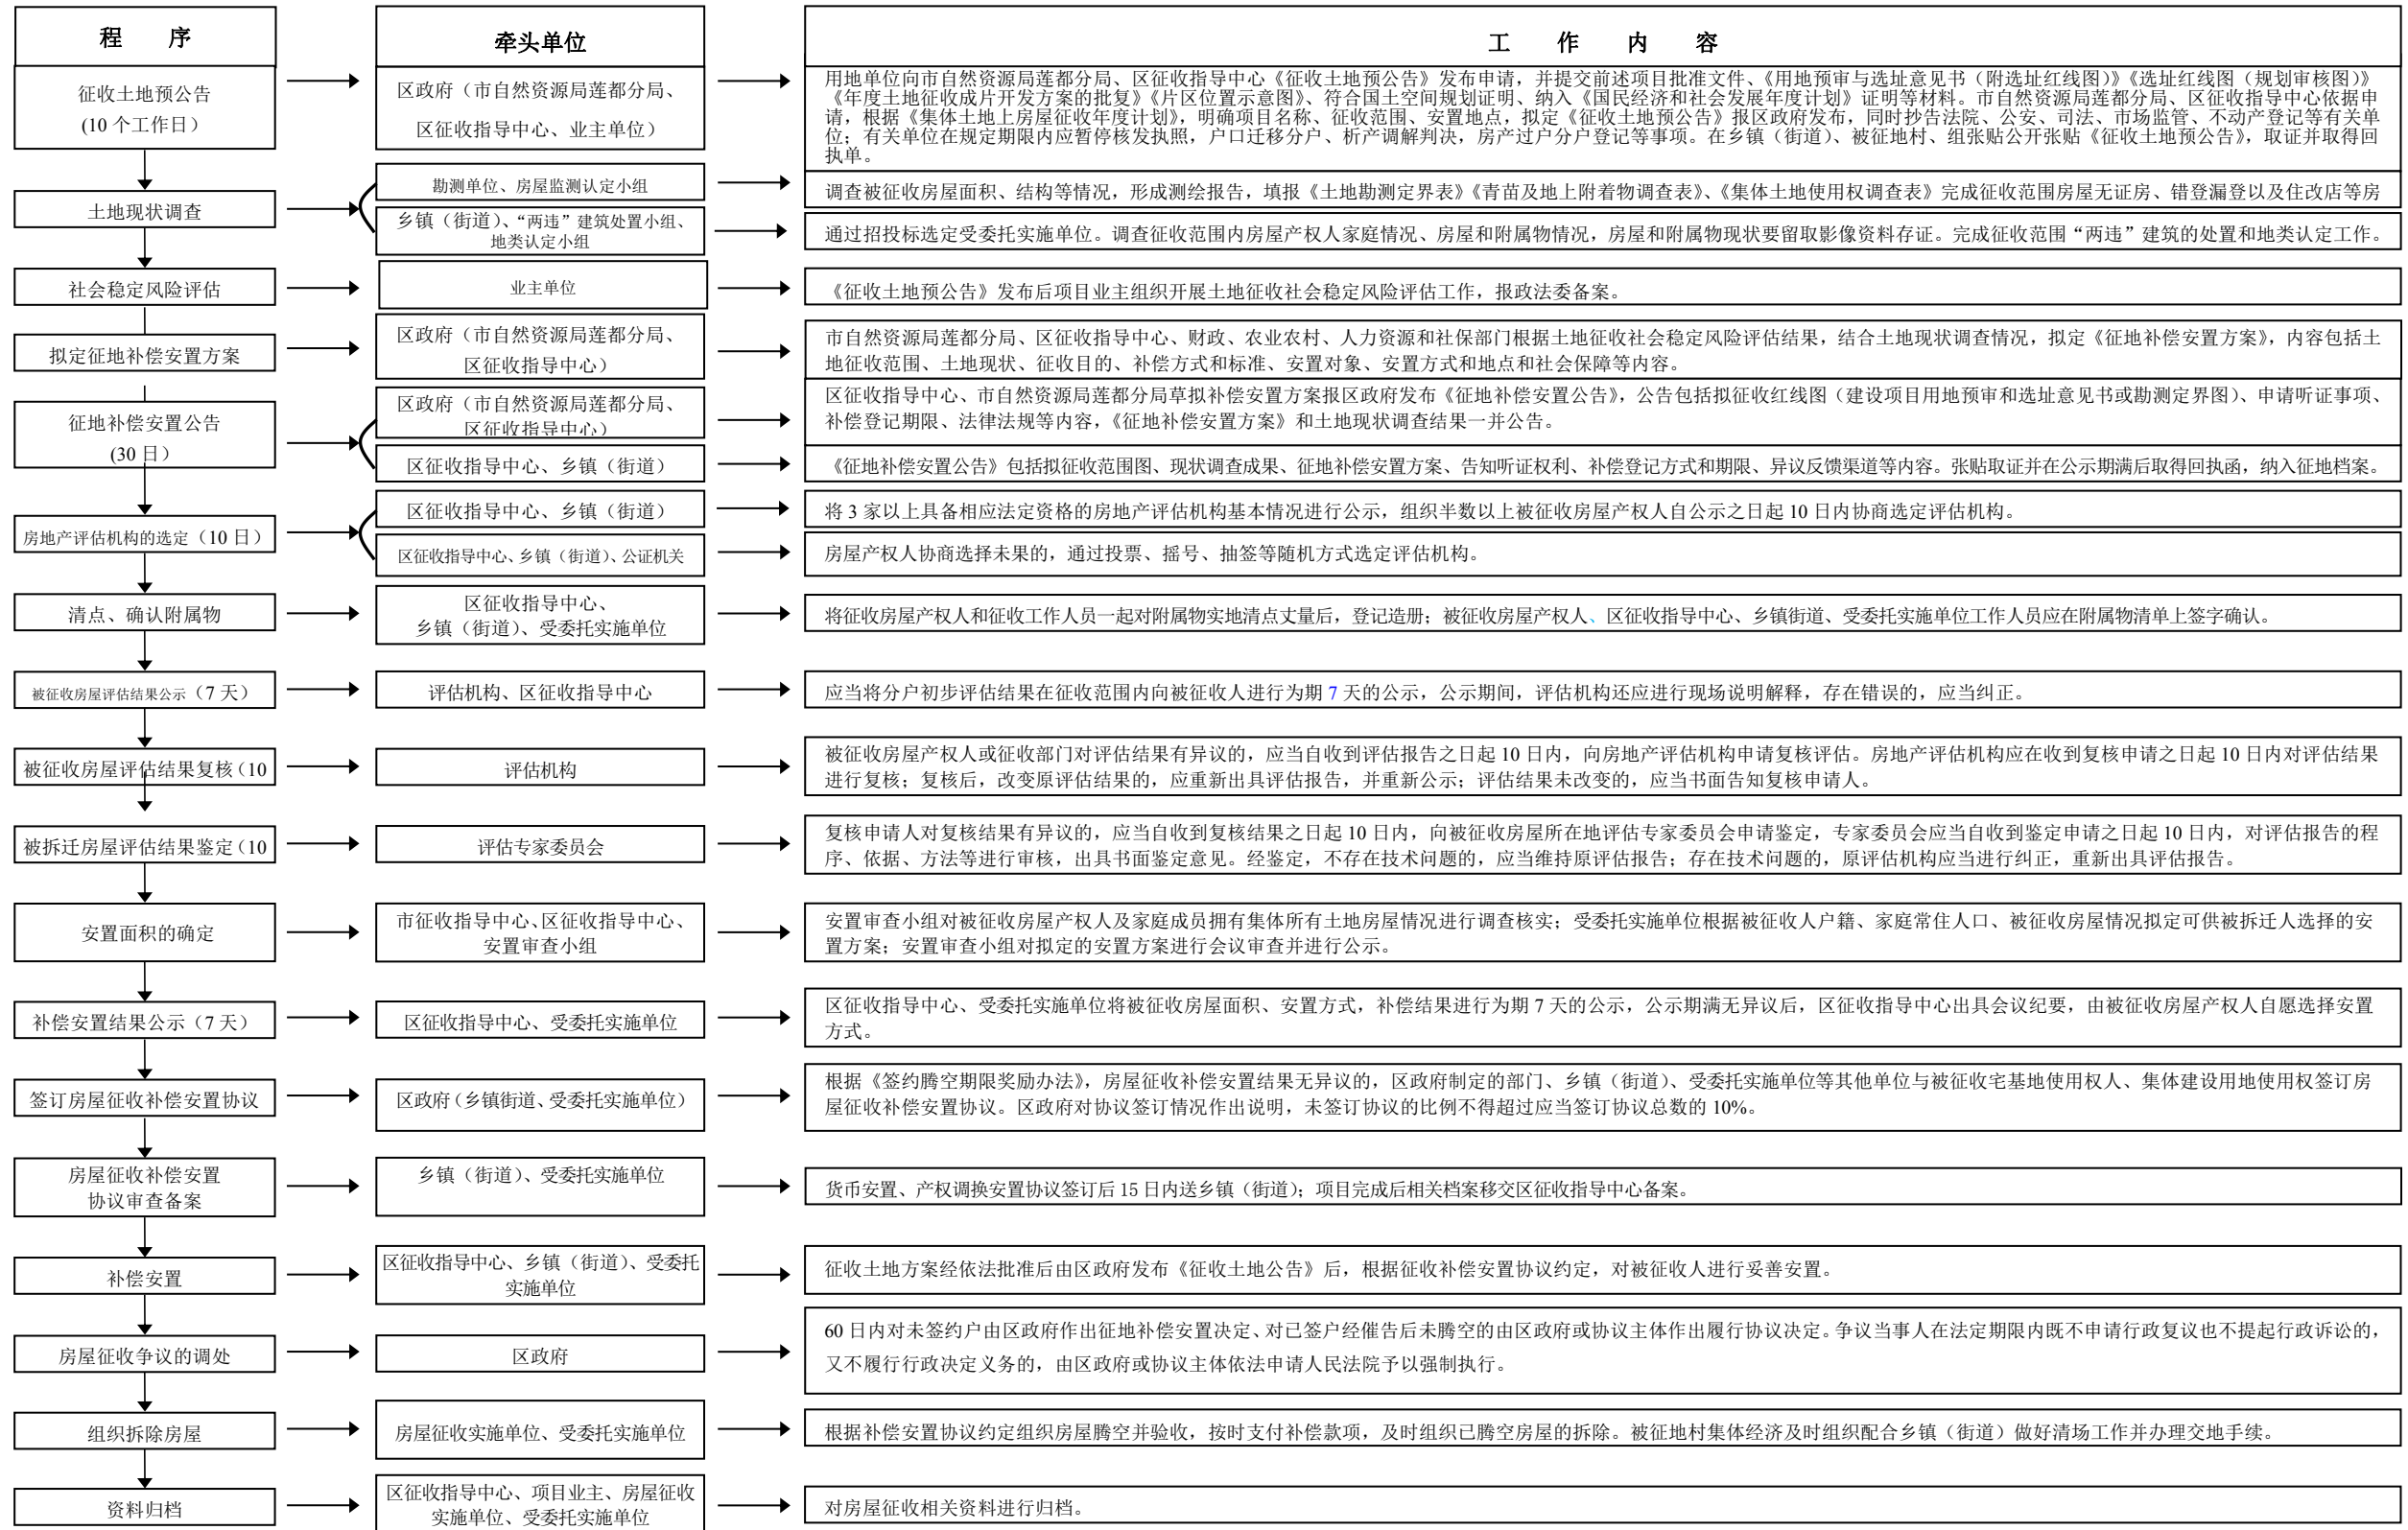 程 序
牵头单位
工 作 内 容
征收土地预公告
(10 个工作日）
区政府（市自然资源局莲都分局、
区征收指导中心、业主单位）
用地单位向市自然资源局莲都分局、区征收指导中心《征收土地预公告》发布申请，并提交前述项目批准文件、《用地预审与选址意见书（附选址红线图）》《选址红线图（规划审核图）》
《年度土地征收成片开发方案的批复》《片区位置示意图》、符合国土空间规划证明、纳入《国民经济和社会发展年度计划》证明等材料。市自然资源局莲都分局、区征收指导中心依据申
请，根据《集体土地上房屋征收年度计划》，明确项目名称、征收范围、安置地点，拟定《征收土地预公告》报区政府发布，同时抄告法院、公安、司法、市场监管、不动产登记等有关单
位；有关单位在规定期限内应暂停核发执照，户口迁移分户、析产调解判决，房产过户分户登记等事项。在乡镇（街道）、被征地村、组张贴公开张贴《征收土地预公告》，取证并取得回
执单。
土地现状调查
勘测单位、房屋监测认定小组
调查被征收房屋面积、结构等情况，形成测绘报告，填报《土地勘测定界表》《青苗及地上附着物调查表》、《集体土地使用权调查表》完成征收范围房屋无证房、错登漏登以及住改店等房
乡镇（街道）、“两违”建筑处置小组、
地类认定小组
通过招投标选定受委托实施单位。调查征收范围内房屋产权人家庭情况、房屋和附属物情况，房屋和附属物现状要留取影像资料存证。完成征收范围“两违”建筑的处置和地类认定工作。
社会稳定风险评估
业主单位
《征收土地预公告》发布后项目业主组织开展土地征收社会稳定风险评估工作，报政法委备案。
拟定征地补偿安置方案
区政府（市自然资源局莲都分局、
区征收指导中心）
市自然资源局莲都分局、区征收指导中心、财政、农业农村、人力资源和社保部门根据土地征收社会稳定风险评估结果，结合土地现状调查情况，拟定《征地补偿安置方案》，内容包括土
地征收范围、土地现状、征收目的、补偿方式和标准、安置对象、安置方式和地点和社会保障等内容。
征地补偿安置公告
(30 日）
区政府（市自然资源局莲都分局、
区征收指导中心）
区征收指导中心、市自然资源局莲都分局草拟补偿安置方案报区政府发布《征地补偿安置公告》，公告包括拟征收红线图（建设项目用地预审和选址意见书或勘测定界图）、申请听证事项、
补偿登记期限、法律法规等内容，《征地补偿安置方案》和土地现状调查结果一并公告。
区征收指导中心、乡镇（街道）
《征地补偿安置公告》包括拟征收范围图、现状调查成果、征地补偿安置方案、告知听证权利、补偿登记方式和期限、异议反馈渠道等内容。张贴取证并在公示期满后取得回执函，纳入征地档案。
房地产评估机构的选定（10 日）
区征收指导中心、乡镇（街道）
将 3 家以上具备相应法定资格的房地产评估机构基本情况进行公示，组织半数以上被征收房屋产权人自公示之日起 10 日内协商选定评估机构。
区征收指导中心、乡镇（街道）、公证机关
房屋产权人协商选择未果的，通过投票、摇号、抽签等随机方式选定评估机构。
清点、确认附属物
区征收指导中心、
乡镇（街道）、受委托实施单位
将征收房屋产权人和征收工作人员一起对附属物实地清点丈量后，登记造册；被征收房屋产权人、区征收指导中心、乡镇街道、受委托实施单位工作人员应在附属物清单上签字确认。
被征收房屋评估结果公示（7 天）
评估机构、区征收指导中心
应当将分户初步评估结果在征收范围内向被征收人进行为期 7 天的公示，公示期间，评估机构还应进行现场说明解释，存在错误的，应当纠正。
被征收房屋评估结果复核（10
评估机构
被征收房屋产权人或征收部门对评估结果有异议的，应当自收到评估报告之日起 10 日内，向房地产评估机构申请复核评估。房地产评估机构应在收到复核申请之日起 10 日内对评估结果
进行复核；复核后，改变原评估结果的，应重新出具评估报告，并重新公示；评估结果未改变的，应当书面告知复核申请人。
被拆迁房屋评估结果鉴定（10
评估专家委员会
复核申请人对复核结果有异议的，应当自收到复核结果之日起 10 日内，向被征收房屋所在地评估专家委员会申请鉴定，专家委员会应当自收到鉴定申请之日起 10 日内，对评估报告的程
序、依据、方法等进行审核，出具书面鉴定意见。经鉴定，不存在技术问题的，应当维持原评估报告；存在技术问题的，原评估机构应当进行纠正，重新出具评估报告。
安置面积的确定
市征收指导中心、区征收指导中心、
安置审查小组
安置审查小组对被征收房屋产权人及家庭成员拥有集体所有土地房屋情况进行调查核实；受委托实施单位根据被征收人户籍、家庭常住人口、被征收房屋情况拟定可供被拆迁人选择的安
置方案；安置审查小组对拟定的安置方案进行会议审查并进行公示。
补偿安置结果公示（7 天）
区征收指导中心、受委托实施单位
区征收指导中心、受委托实施单位将被征收房屋面积、安置方式，补偿结果进行为期 7 天的公示，公示期满无异议后，区征收指导中心出具会议纪要，由被征收房屋产权人自愿选择安置
方式。
签订房屋征收补偿安置协议
区政府（乡镇街道、受委托实施单位）
根据《签约腾空期限奖励办法》，房屋征收补偿安置结果无异议的，区政府制定的部门、乡镇（街道）、受委托实施单位等其他单位与被征收宅基地使用权人、集体建设用地使用权签订房
屋征收补偿安置协议。区政府对协议签订情况作出说明，未签订协议的比例不得超过应当签订协议总数的 10%。
房屋征收补偿安置
协议审查备案
乡镇（街道）、受委托实施单位
货币安置、产权调换安置协议签订后 15 日内送乡镇（街道）；项目完成后相关档案移交区征收指导中心备案。
补偿安置
区征收指导中心、乡镇（街道）、受委托
实施单位
征收土地方案经依法批准后由区政府发布《征收土地公告》后，根据征收补偿安置协议约定，对被征收人进行妥善安置。
房屋征收争议的调处
区政府
60 日内对未签约户由区政府作出征地补偿安置决定、对已签户经催告后未腾空的由区政府或协议主体作出履行协议决定。争议当事人在法定期限内既不申请行政复议也不提起行政诉讼的，
又不履行行政决定义务的，由区政府或协议主体依法申请人民法院予以强制执行。
组织拆除房屋
房屋征收实施单位、受委托实施单位
根据补偿安置协议约定组织房屋腾空并验收，按时支付补偿款项，及时组织已腾空房屋的拆除。被征地村集体经济及时组织配合乡镇（街道）做好清场工作并办理交地手续。
资料归档
区征收指导中心、项目业主、房屋征收
实施单位、受委托实施单位
对房屋征收相关资料进行归档。